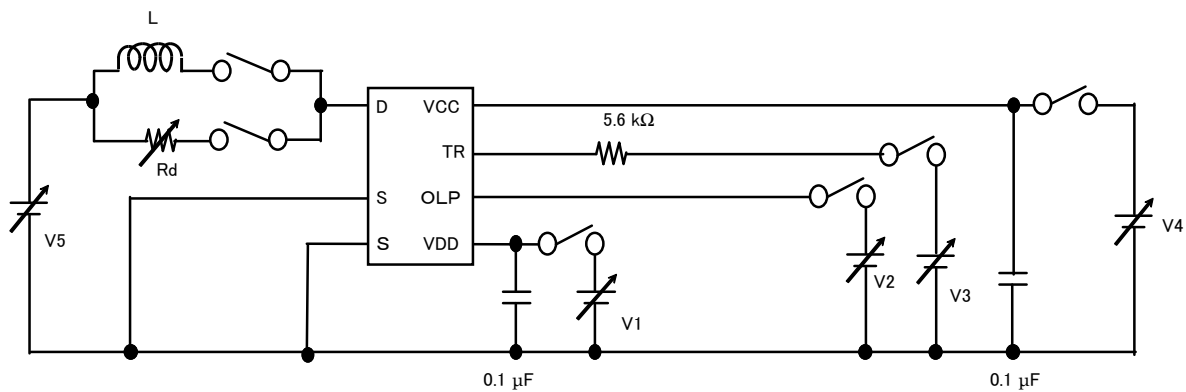 L
D VCC
5.6 kΩ
TR
Rd
S OLP
V5
V4
S VDD
V2
V3
V1
0.1 μF
0.1 μF